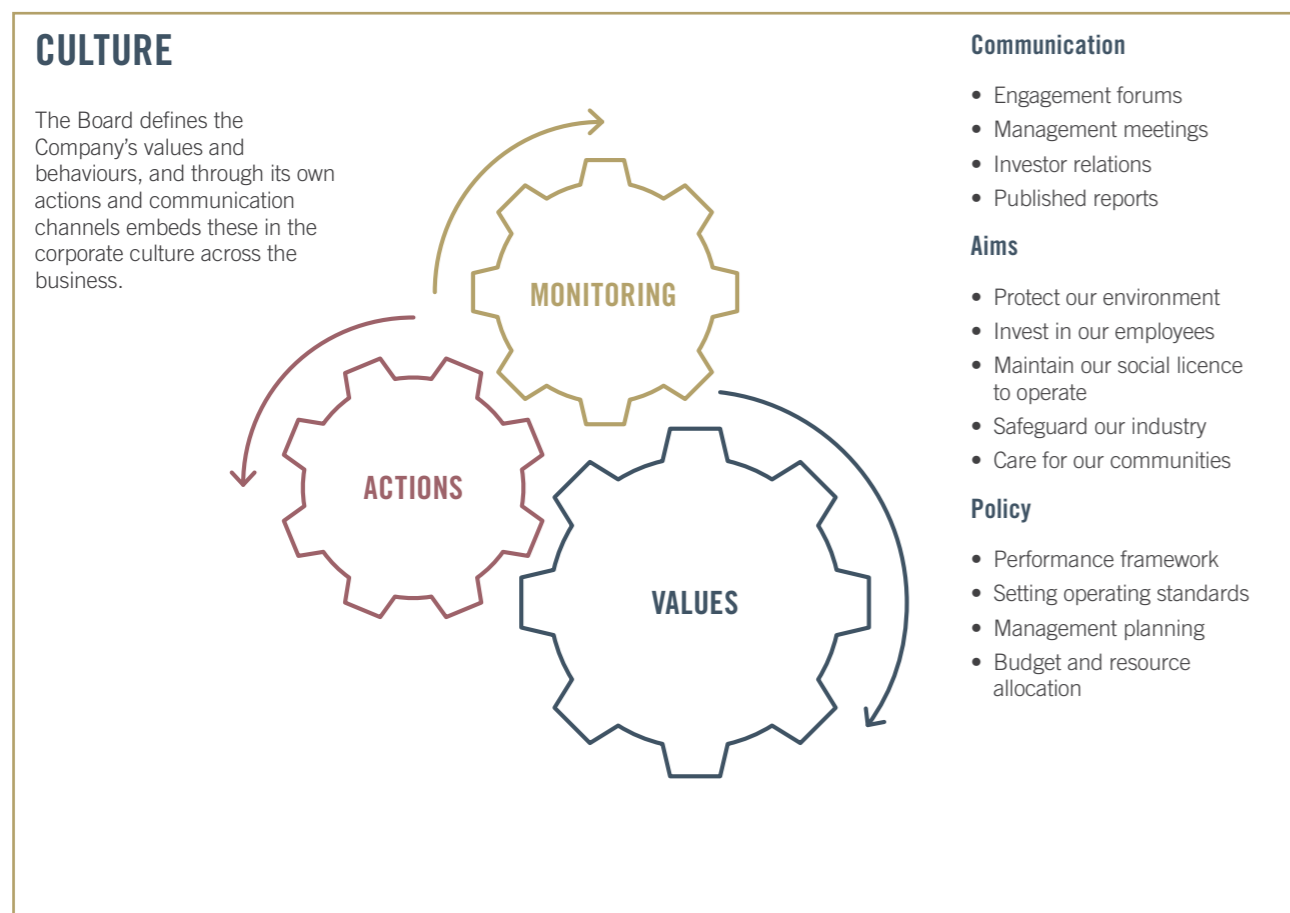 CULTURE
The Board defines the
Company’s values and
behaviours, and through its own
actions and communication
channels embeds these in the
corporate culture across the
business.
MONITORING
ACTIONS
VALUES
Communication
• Engagement forums
• Management meetings
• Investor relations
• Published reports
Aims
• Protect our environment
• Invest in our employees
• Maintain our social licence
to operate
• Safeguard our industry
• Care for our communities
Policy
• Performance framework
• Setting operating standards
• Management planning
• Budget and resource
allocation